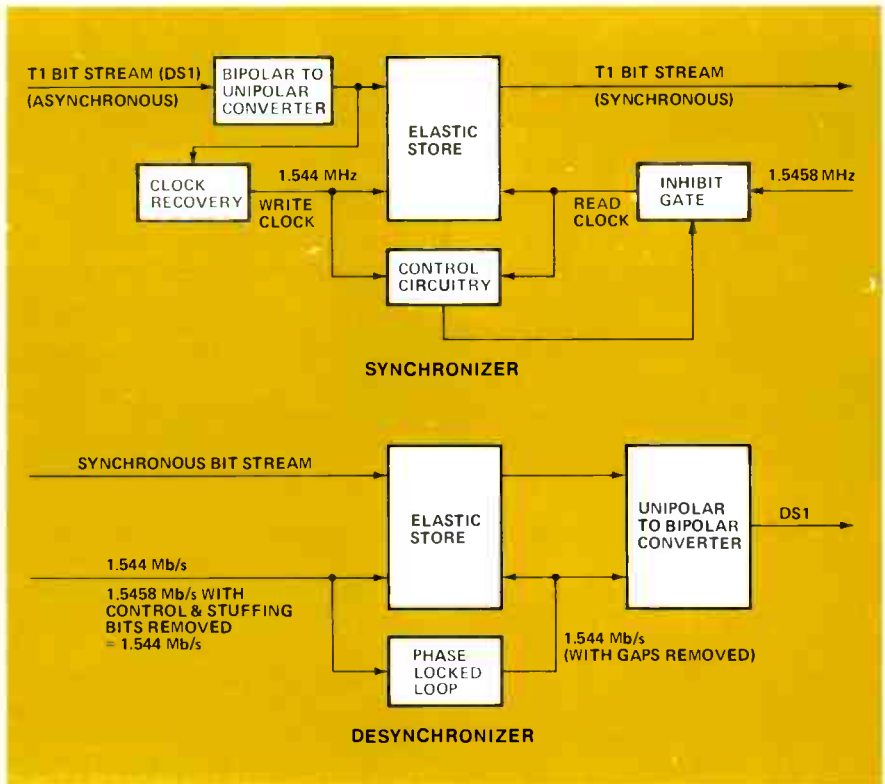 T1 BIT STREAM (DS1)
(ASYNCHRONOUS)
BIPOLAR TO
UNIPOLAR
CONVERTER
ELASTIC
STORE
T1 BIT STREAM
(SYNCHRONOUS)
CLOCK
RECOVERY
1.544 MHz
WRITE
CLOCK
READ
CLOCK
INHIBIT
GATE
1.5458 MHz
CONTROL
CIRCUITRY
SYNCHRONIZER
SYNCHRONOUS BIT STREAM
ELASTIC
STORE
UNIPOLAR
TO BIPOLAR
CONVERTER
DS1
1.544 Mb/s
1.5458 Mb/s WITH
CONTROL & STUFFING
BITS REMOVED
= 1.544 Mb/s
PHASE
LOCKED
LOOP
1.544 Mb/s
(WITH GAPS REMOVED)
DESYNCHRONIZER